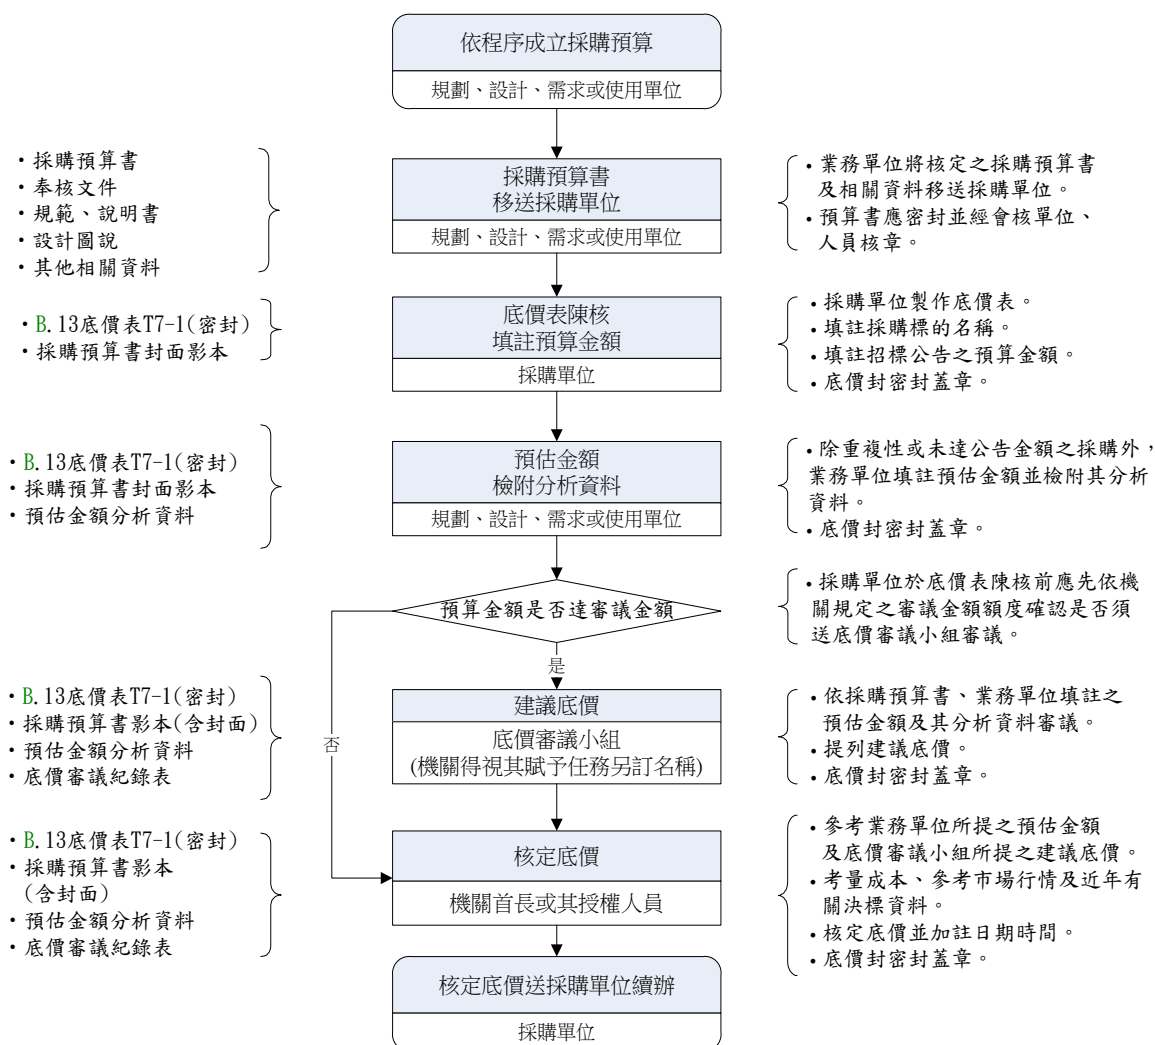 依程序成立採購預算
規劃、設計、需求或使用單位
・採購預算書
・奉核文件
・規範、說明書
・設計圖說
・其他相關資料
採購預算書
移送採購單位
規劃、設計、需求或使用單位
・業務單位將核定之採購預算書
及相關資料移送採購單位。
・預算書應密封並經會核單位、
人員核章。
・B.13底價表T7-1(密封)
・採購預算書封面影本
底價表陳核
填註預算金額
採購單位
・採購單位製作底價表。
・填註採購標的名稱。
・填註招標公告之預算金額。
・底價封密封蓋章。
・B.13底價表T7-1(密封)
・採購預算書封面影本
・預估金額分析資料
預估金額
檢附分析資料
規劃、設計、需求或使用單位
・除重複性或未達公告金額之採購外，
業務單位填註預估金額並檢附其分析
資料。
・底價封密封蓋章。
預算金額是否達審議金額
・採購單位於底價表陳核前應先依機
關規定之審議金額額度確認是否須
送底價審議小組審議。
是
否
・B.13底價表T7-1(密封)
・採購預算書影本(含封面)
・預估金額分析資料
・底價審議紀錄表
建議底價
底價審議小組
(機關得視其賦予任務另訂名稱)
・依採購預算書、業務單位填註之
預估金額及其分析資料審議。
・提列建議底價。
・底價封密封蓋章。
・B.13底價表T7-1(密封)
・採購預算書影本
(含封面)
・預估金額分析資料
・底價審議紀錄表
核定底價
機關首長或其授權人員
・參考業務單位所提之預估金額
及底價審議小組所提之建議底價。
・考量成本、參考市場行情及近年有
關決標資料。
・核定底價並加註日期時間。
・底價封密封蓋章。
核定底價送採購單位續辦
採購單位